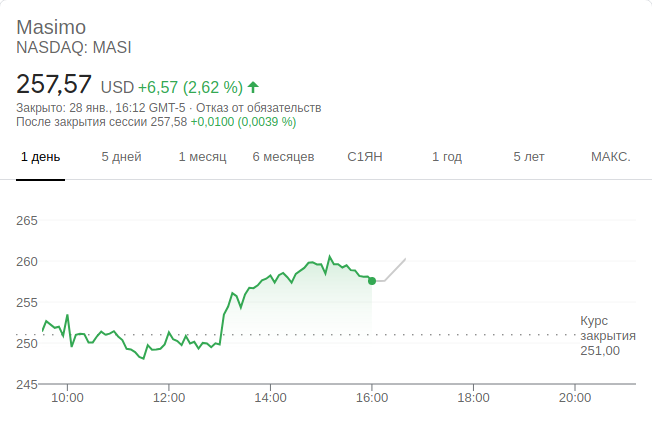 Masimo
NASDAQ: MASI
257,57 USD +6,57 (2,62 %)
Закрыто: 28 янв., 16:12 GMT-5 · Отказ от обязательств
После закрытия сессии 257,58 +0,0100 (0,0039 %)
1 день 5 дней 1 месяц 6 месяцев С1ЯН 1 год 5 лет МАКС.
265
260
255
250
245
Курс
закрытия
251,00
10:00 12:00 14:00 16:00 18:00 20:00